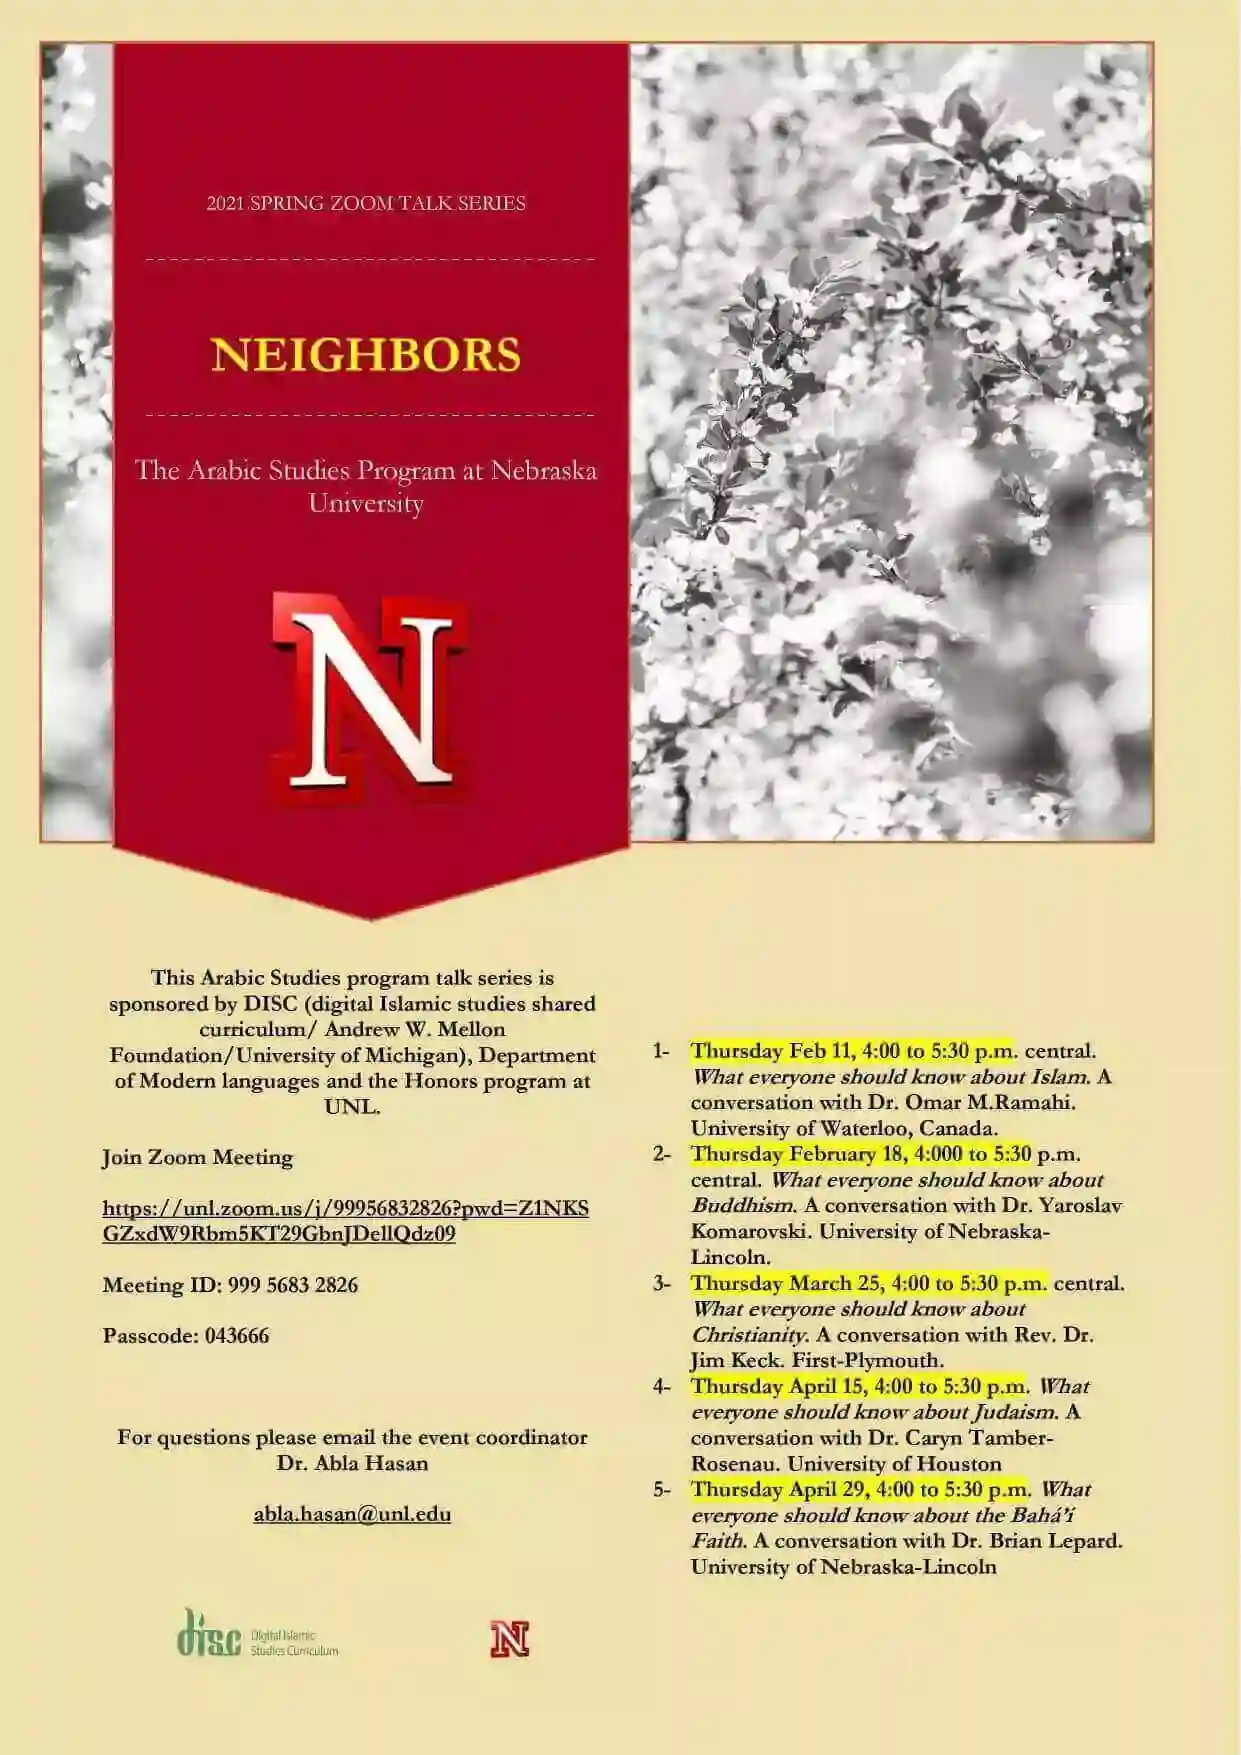 2021 SPRING ZOOM TALK SERIES
NEIGHBORS
The Arabic Studies Program at Nebraska
University
N
This Arabic Studies program talk series is
sponsored by DISC (digital Islamic studies shared
curriculum/ Andrew W. Mellon
Foundation/University of Michigan), Department
of Modern languages and the Honors program at
UNL.
Join Zoom Meeting
https://unl.zoom.us/j/99956832826?pwd=Z1NKS
GZxdW9Rbm5KT29GbnJDellQdz09
Meeting ID: 999 5683 2826
Passcode: 043666
For questions please email the event coordinator
Dr. Abla Hasan
abla.hasan@unl.edu
disc Digital Islamic
Studies Curriculum
N
1- Thursday Feb 11, 4:00 to 5:30 p.m. central.
What everyone should know about Islam. A
conversation with Dr. Omar M.Ramahi.
University of Waterloo, Canada.
2- Thursday February 18, 4:000 to 5:30 p.m.
central. What everyone should know about
Buddhism. A conversation with Dr. Yaroslav
Komarovski. University of Nebraska-
Lincoln.
3- Thursday March 25, 4:00 to 5:30 p.m. central.
What everyone should know about
Christianity. A conversation with Rev. Dr.
Jim Keck. First-Plymouth.
4- Thursday April 15, 4:00 to 5:30 p.m. What
everyone should know about Judaism. A
conversation with Dr. Caryn Tamber-
Rosenau. University of Houston
5- Thursday April 29, 4:00 to 5:30 p.m. What
everyone should know about the Bahá'í
Faith. A conversation with Dr. Brian Lepard.
University of Nebraska-Lincoln